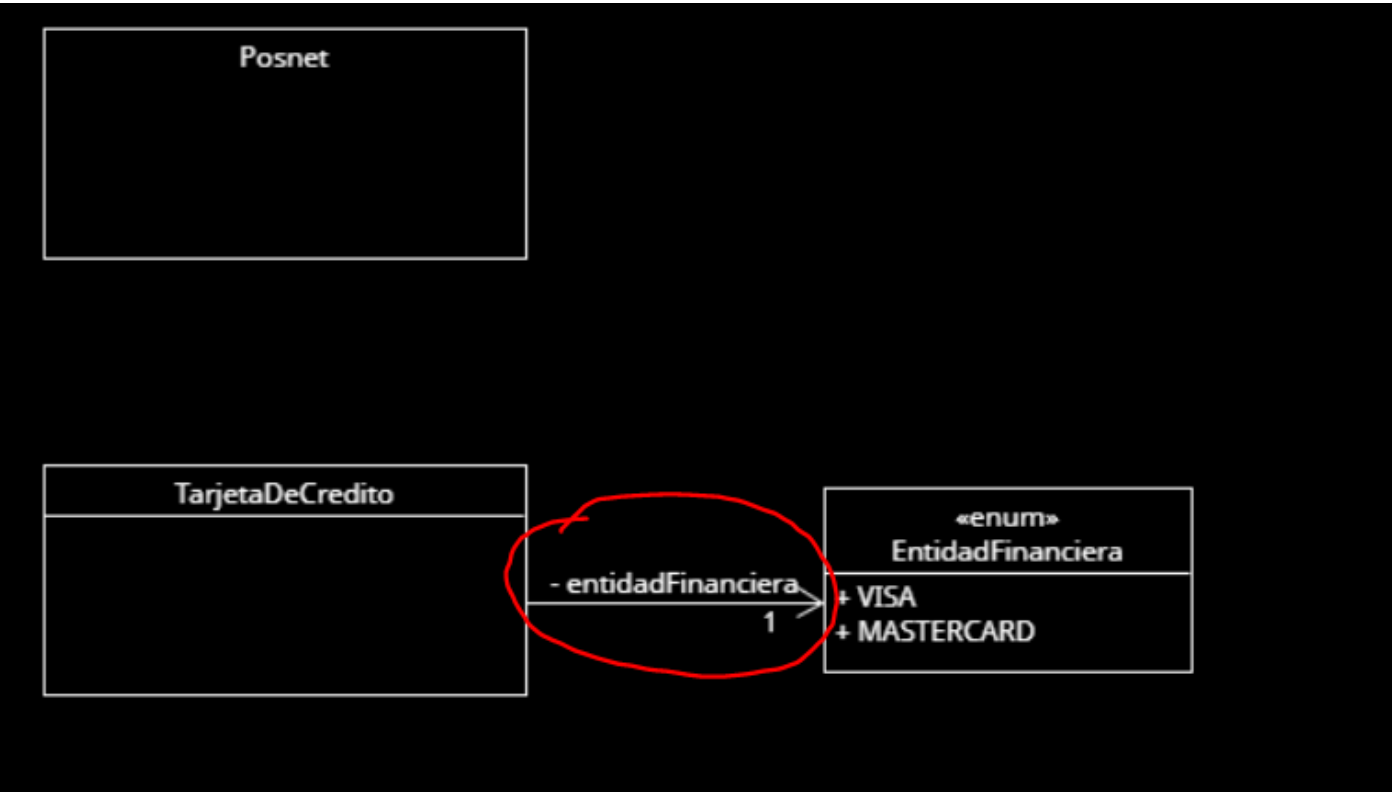 Posnet
TarjetaDeCredito
- entidadFinanciera
1
«enum»
EntidadFinanciera
+ VISA
+ MASTERCARD